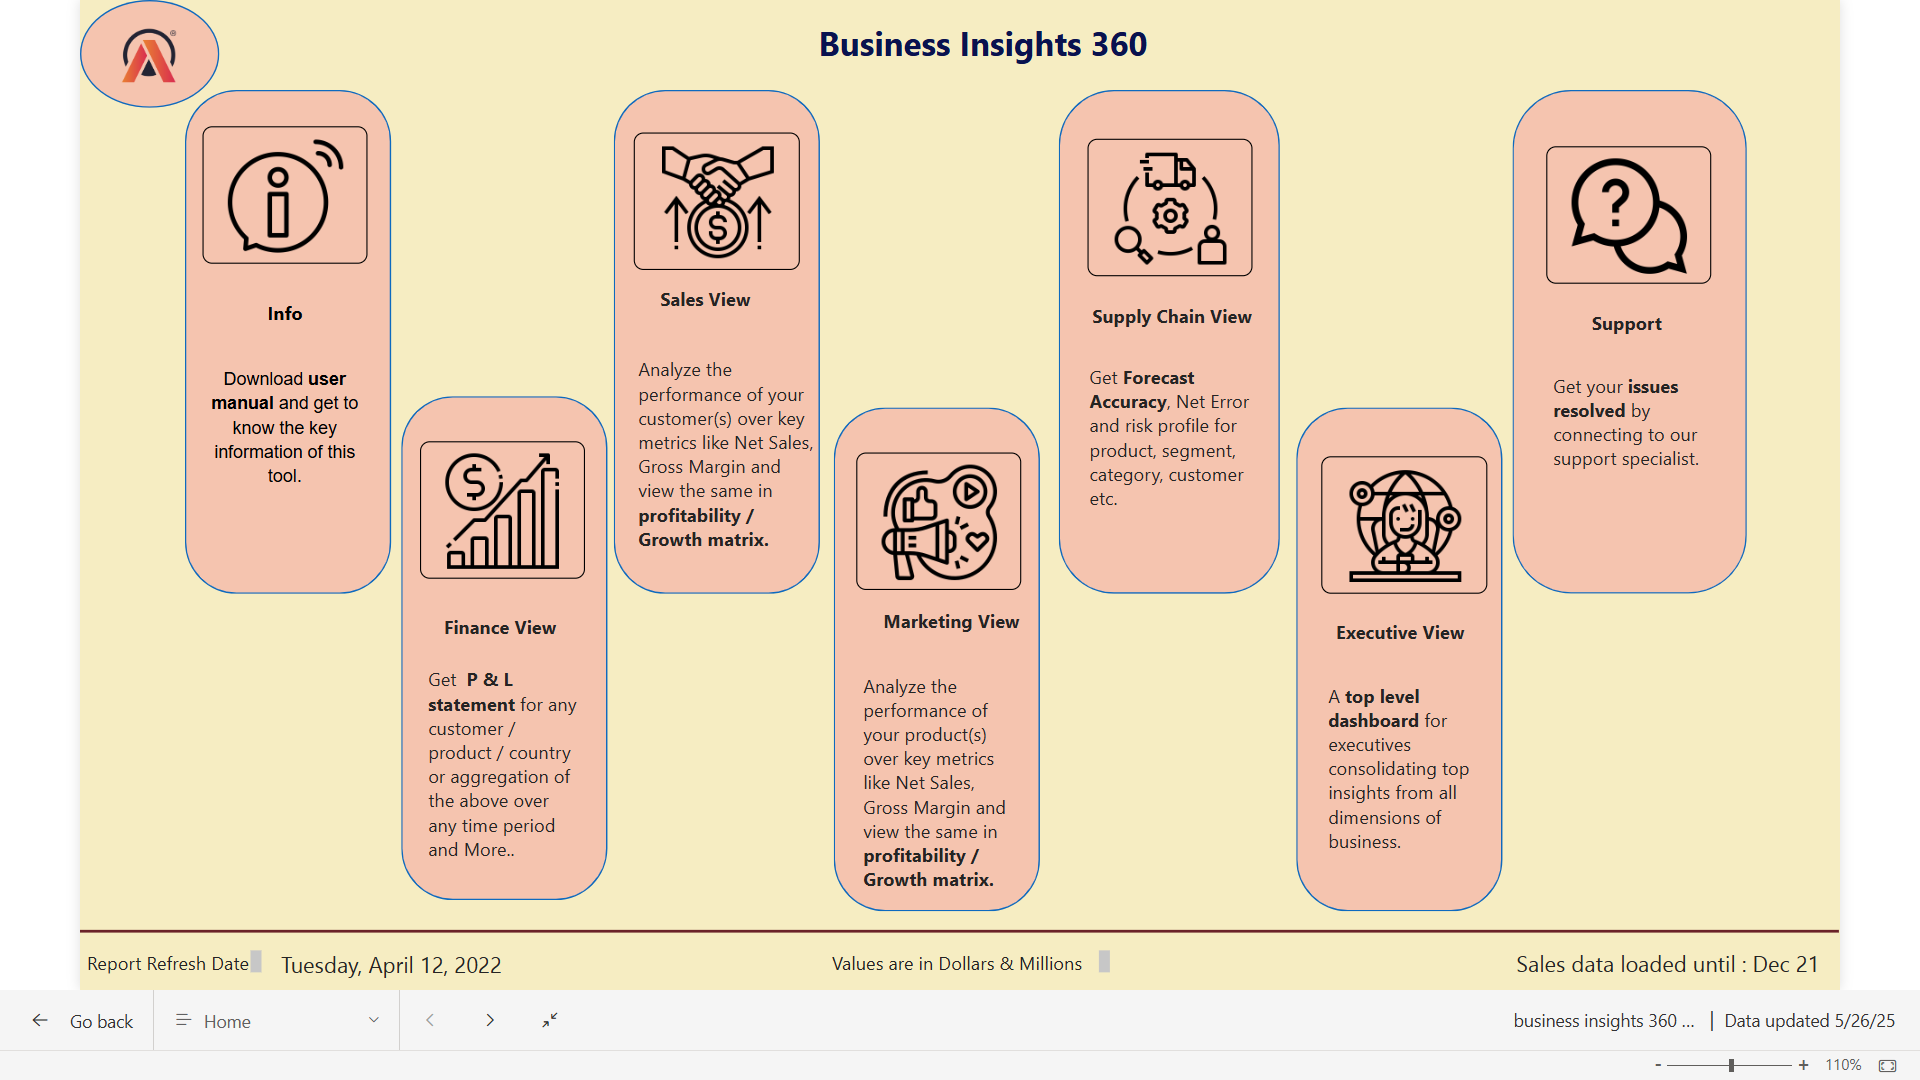 ®
Business Insights 360
Info
Download user
manual and get to
know the key
information of this
tool.
Finance View
Get  P & L
statement for any
customer /
product / country
or aggregation of
the above over
any time period
and More..
Sales View
Analyze the
performance of your
customer(s) over key
metrics like Net Sales,
Gross Margin and
view the same in
profitability /
Growth matrix.
Marketing View
Analyze the
performance of
your product(s)
over key metrics
like Net Sales,
Gross Margin and
view the same in
profitability /
Growth matrix.
Supply Chain View
Get Forecast
Accuracy, Net Error
and risk profile for
product, segment,
category, customer
etc.
Executive View
A top level
dashboard for
executives
consolidating top
insights from all
dimensions of
business.
Support
Get your issues
resolved by
connecting to our
support specialist.
Report Refresh Date
Tuesday, April 12, 2022
Values are in Dollars & Millions
Sales data loaded until : Dec 21
Go back
Home
business insights 360 ... | Data updated 5/26/25
- + 110%